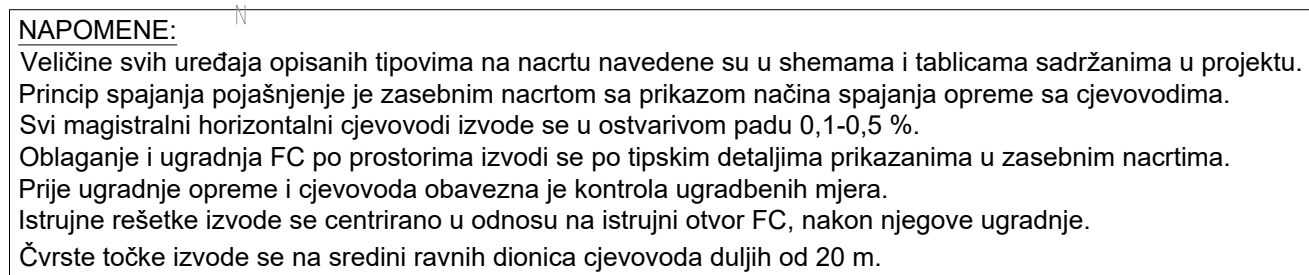 N
NAPOMENE:
Veličine svih uređaja opisanih tipovima na nacrtu navedene su u shemama i tablicama sadržanima u projektu.
Princip spajanja pojašnjenje je zasebnim nacrtom sa prikazom načina spajanja opreme sa cjevovodima.
Svi magistralni horizontalni cjevovodi izvode se u ostvarivom padu 0,1-0,5 %.
Oblaganje i ugradnja FC po prostorima izvodi se po tipskim detaljima prikazanima u zasebnim nacrtima.
Prije ugradnje opreme i cjevovoda obavezna je kontrola ugradbenih mjera.
Istrujne rešetke izvode se centrirano u odnosu na istrujni otvor FC, nakon njegove ugradnje.
Čvrste točke izvode se na sredini ravnih dionica cjevovoda duljih od 20 m.